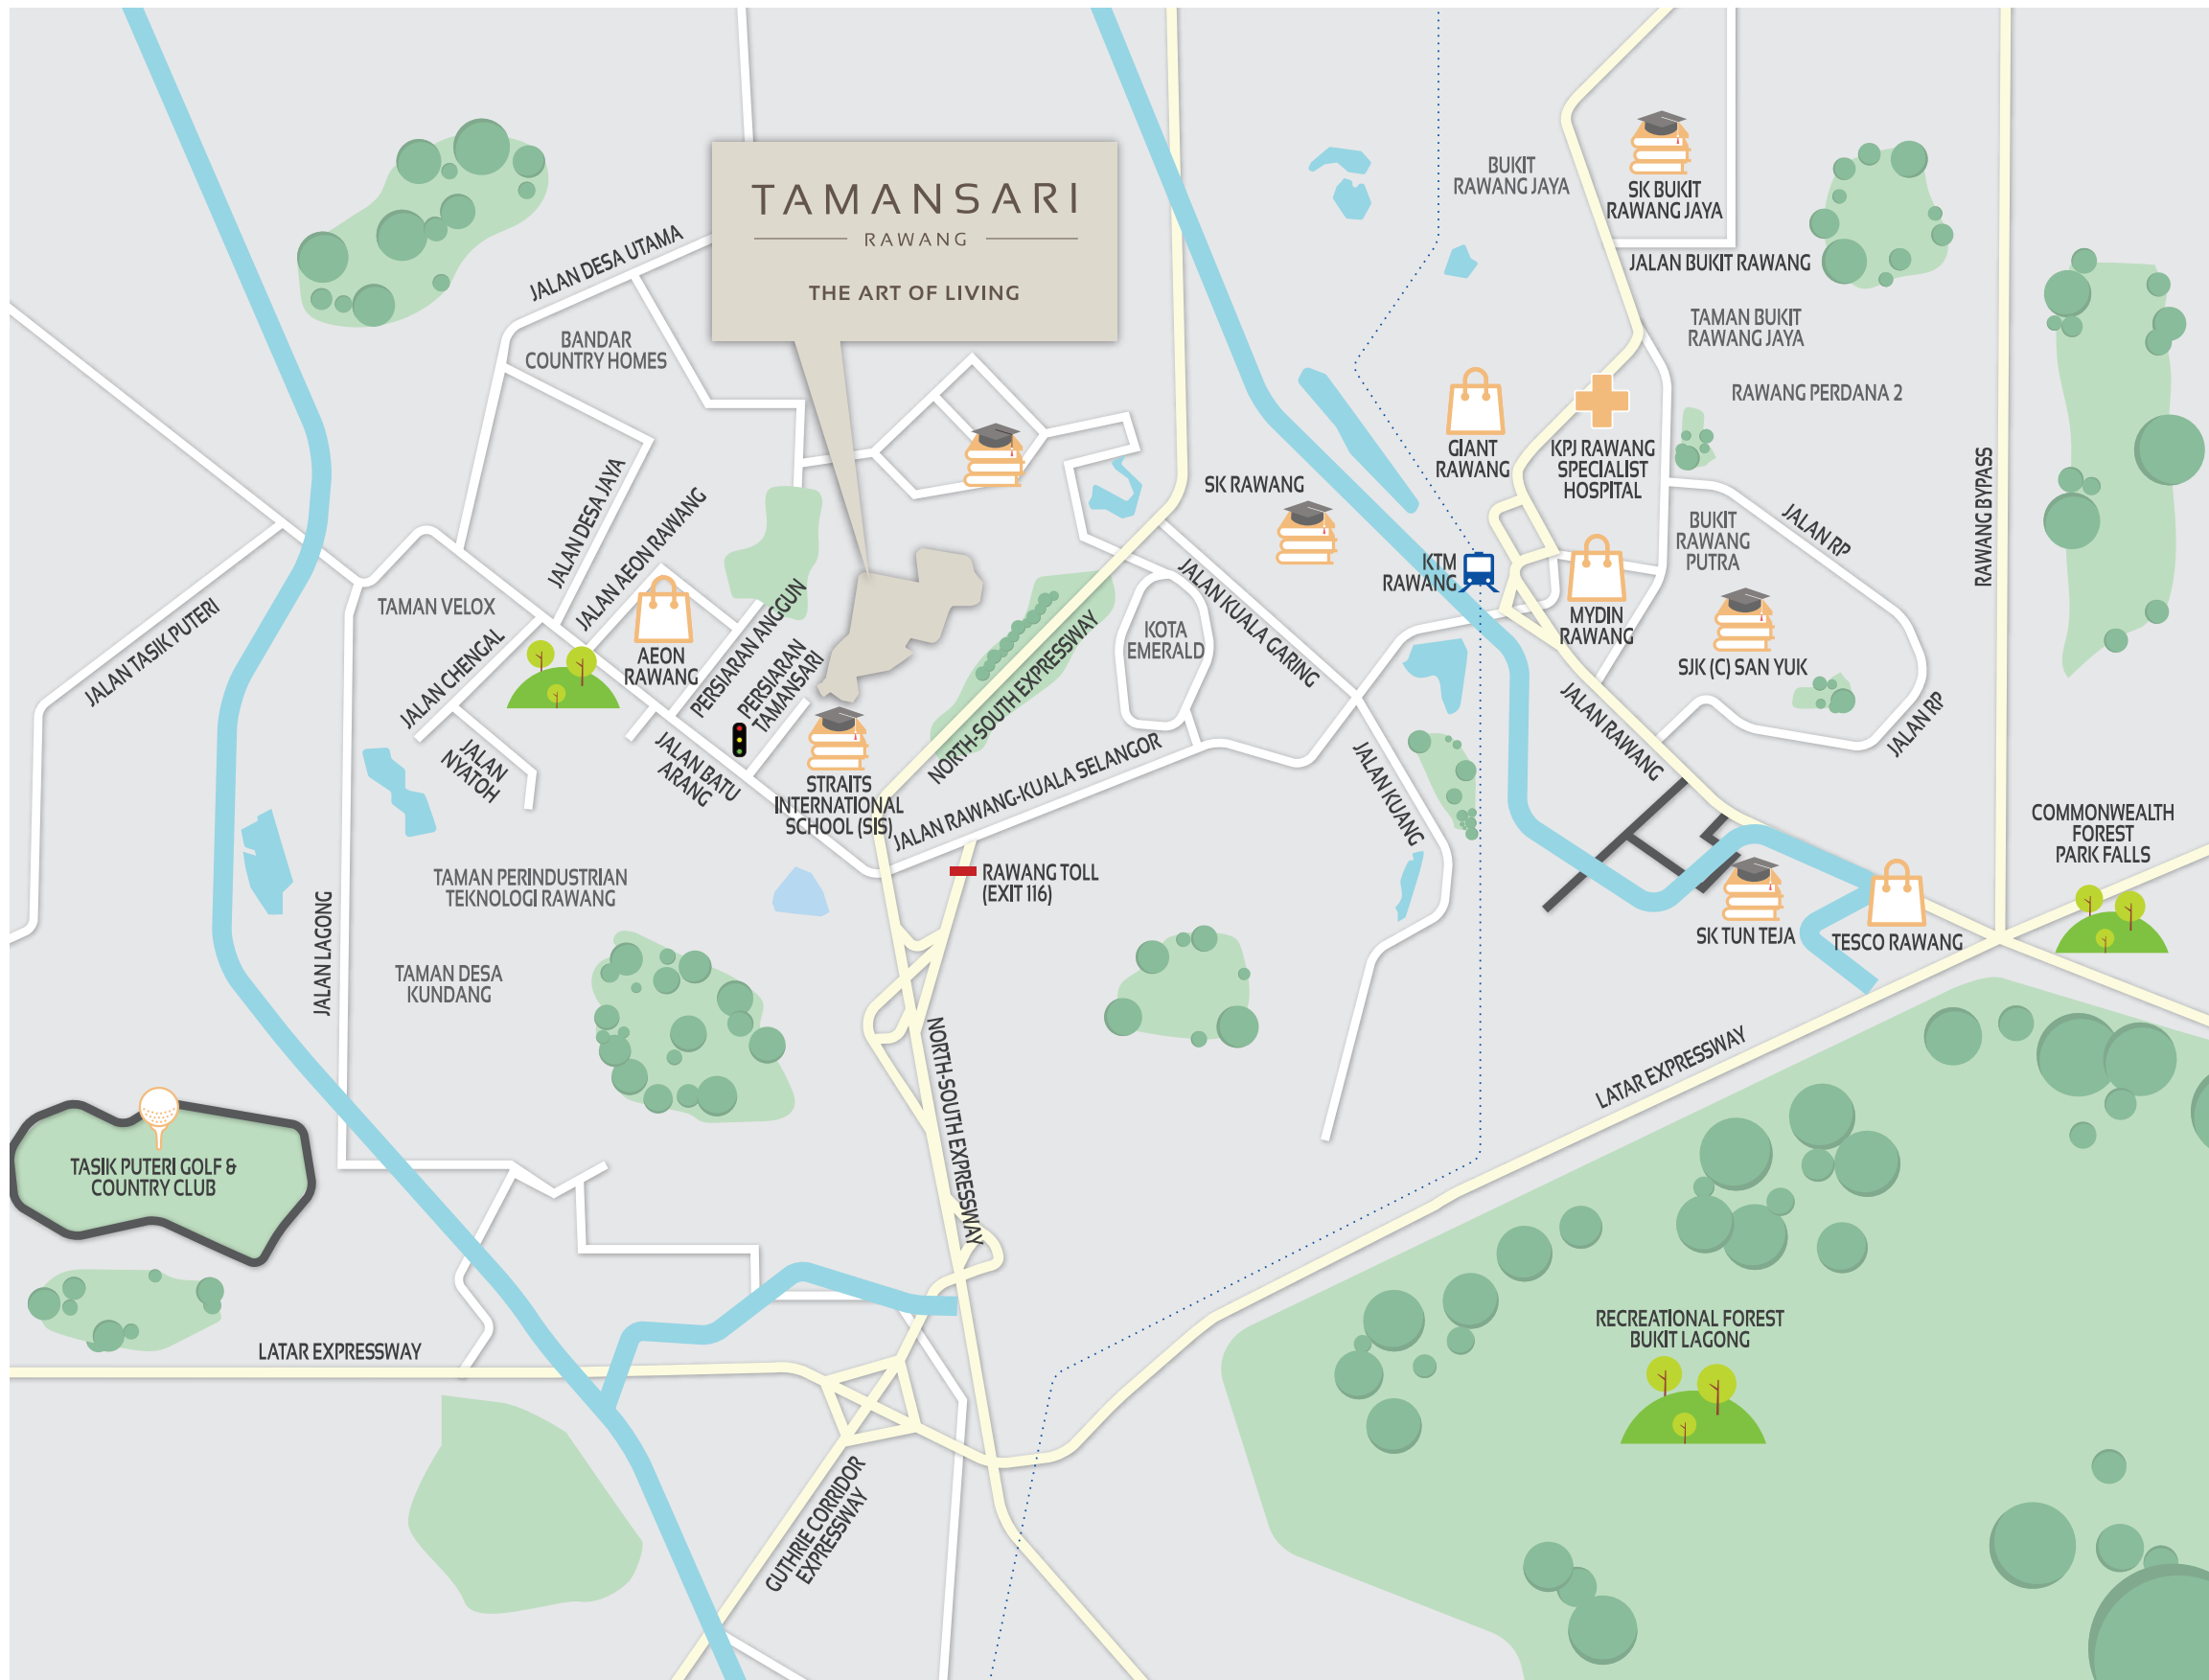 TAMANSARI
RAWANG
THE ART OF LIVING
JALAN DESA UTAMA
BANDAR
COUNTRY HOMES
BUKIT
RAWANG JAYA
SK BUKIT
RAWANG JAYA
JALAN BUKIT RAWANG
TAMAN BUKIT
RAWANG JAYA
RAWANG PERDANA 2
GIANT
RAWANG
KPJ RAWANG
SPECIALIST
HOSPITAL
SK RAWANG
RAWANG BYPASS
JALAN DESA JAYA
JALAN AEON RAWANG
BUKIT
RAWANG
PUTRA
JALAN RP
KTM
RAWANG
MYDIN
RAWANG
JALAN TASIK PUTERI
TAMAN VELOX
JALAN CHENGAL
AEON
RAWANG
PERSIARAN ANGGUN
PERSIARAN
TAMANSARI
KOTA
EMERALD
JALAN KUALA GARING
SJK (C) SAN YUK
JALAN RP
JALAN
NYATOH
JALAN BATU
ARANG
STRAITS
INTERNATIONAL
SCHOOL (SIS)
NORTH-SOUTH EXPRESSWAY
JALAN RAWANG-KUALA SELANGOR
JALAN KUANG
JALAN RAWANG
COMMONWEALTH
FOREST
PARK FALLS
RAWANG TOLL
(EXIT 116)
TAMAN PERINDUSTRIAN
TEKNOLOGI RAWANG
JALAN LAGONG
TAMAN DESA
KUNDANG
SK TUN TEJA
TESCO RAWANG
NORTH-SOUTH EXPRESSWAY
LATAR EXPRESSWAY
TASIK PUTERI GOLF &
COUNTRY CLUB
LATAR EXPRESSWAY
RECREATIONAL FOREST
BUKIT LAGONG
GUTHRIE CORRIDOR
EXPRESSWAY